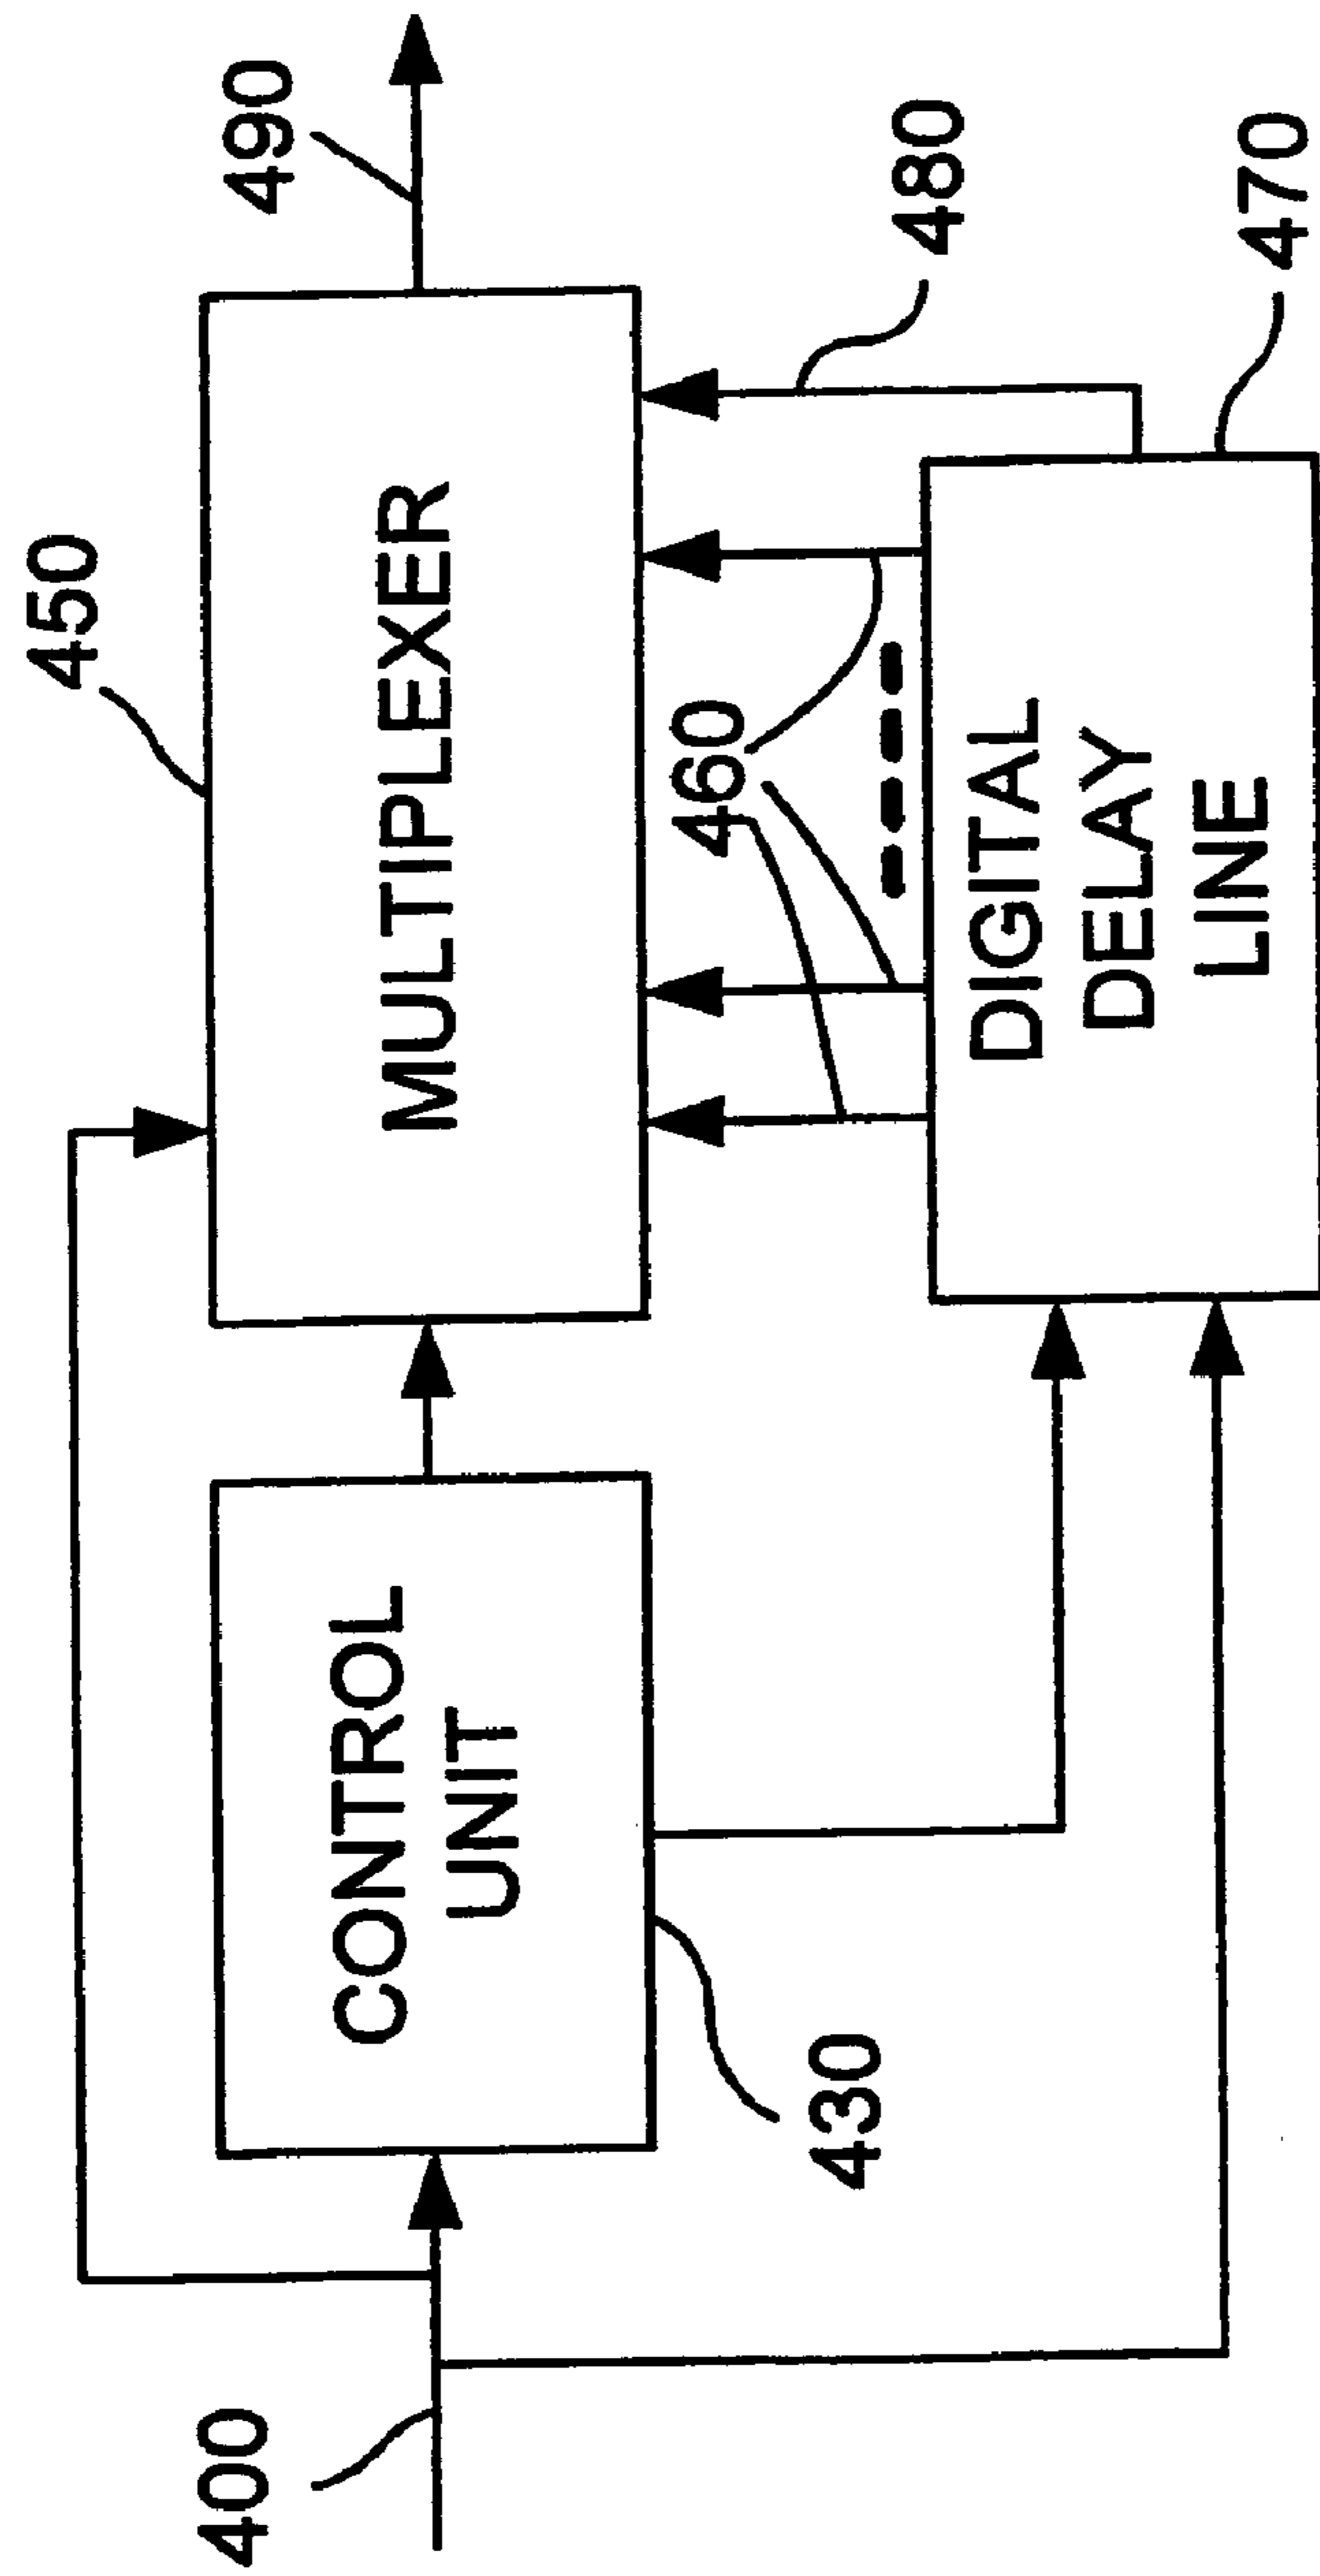 450
490
MULTIPLEXER
CONTROL
UNIT
400
460
480
430
DIGITAL
DELAY
LINE
470